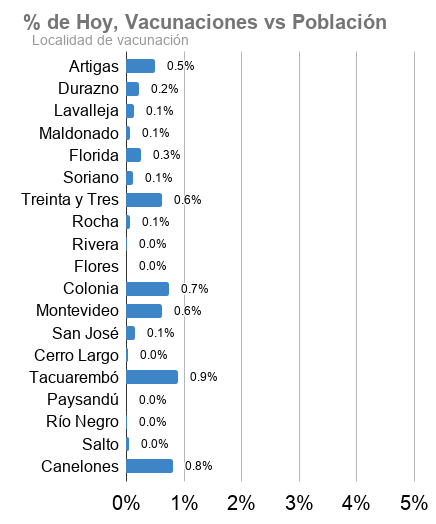 % de Hoy, Vacunaciones vs Población
Localidad de vacunación
Artigas 0.5%
Durazno 0.2%
Lavalleja 0.1%
Maldonado 0.1%
Florida 0.3%
Soriano 0.1%
Treinta y Tres 0.6%
Rocha 0.1%
Rivera 0.0%
Flores 0.0%
Colonia 0.7%
Montevideo 0.6%
San José 0.1%
Cerro Largo 0.0%
Tacuarembó 0.9%
Paysandú 0.0%
Río Negro 0.0%
Salto 0.0%
Canelones 0.8%
0% 1% 2% 3% 4% 5%